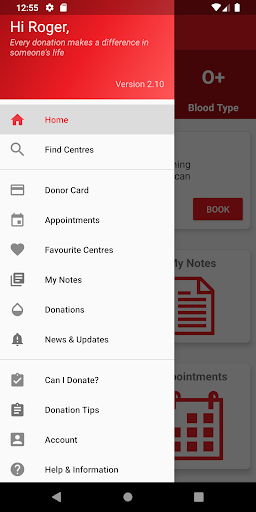 12:55
Hi Roger,
Every donation makes a difference in
someone's life
Version 2.10
O+
Blood Type
Home
Find Centres
Donor Card
Appointments
Favourite Centres
My Notes
Donations
News & Updates
Can I Donate?
Donation Tips
Account
Help & Information
can
BOOK
My Notes